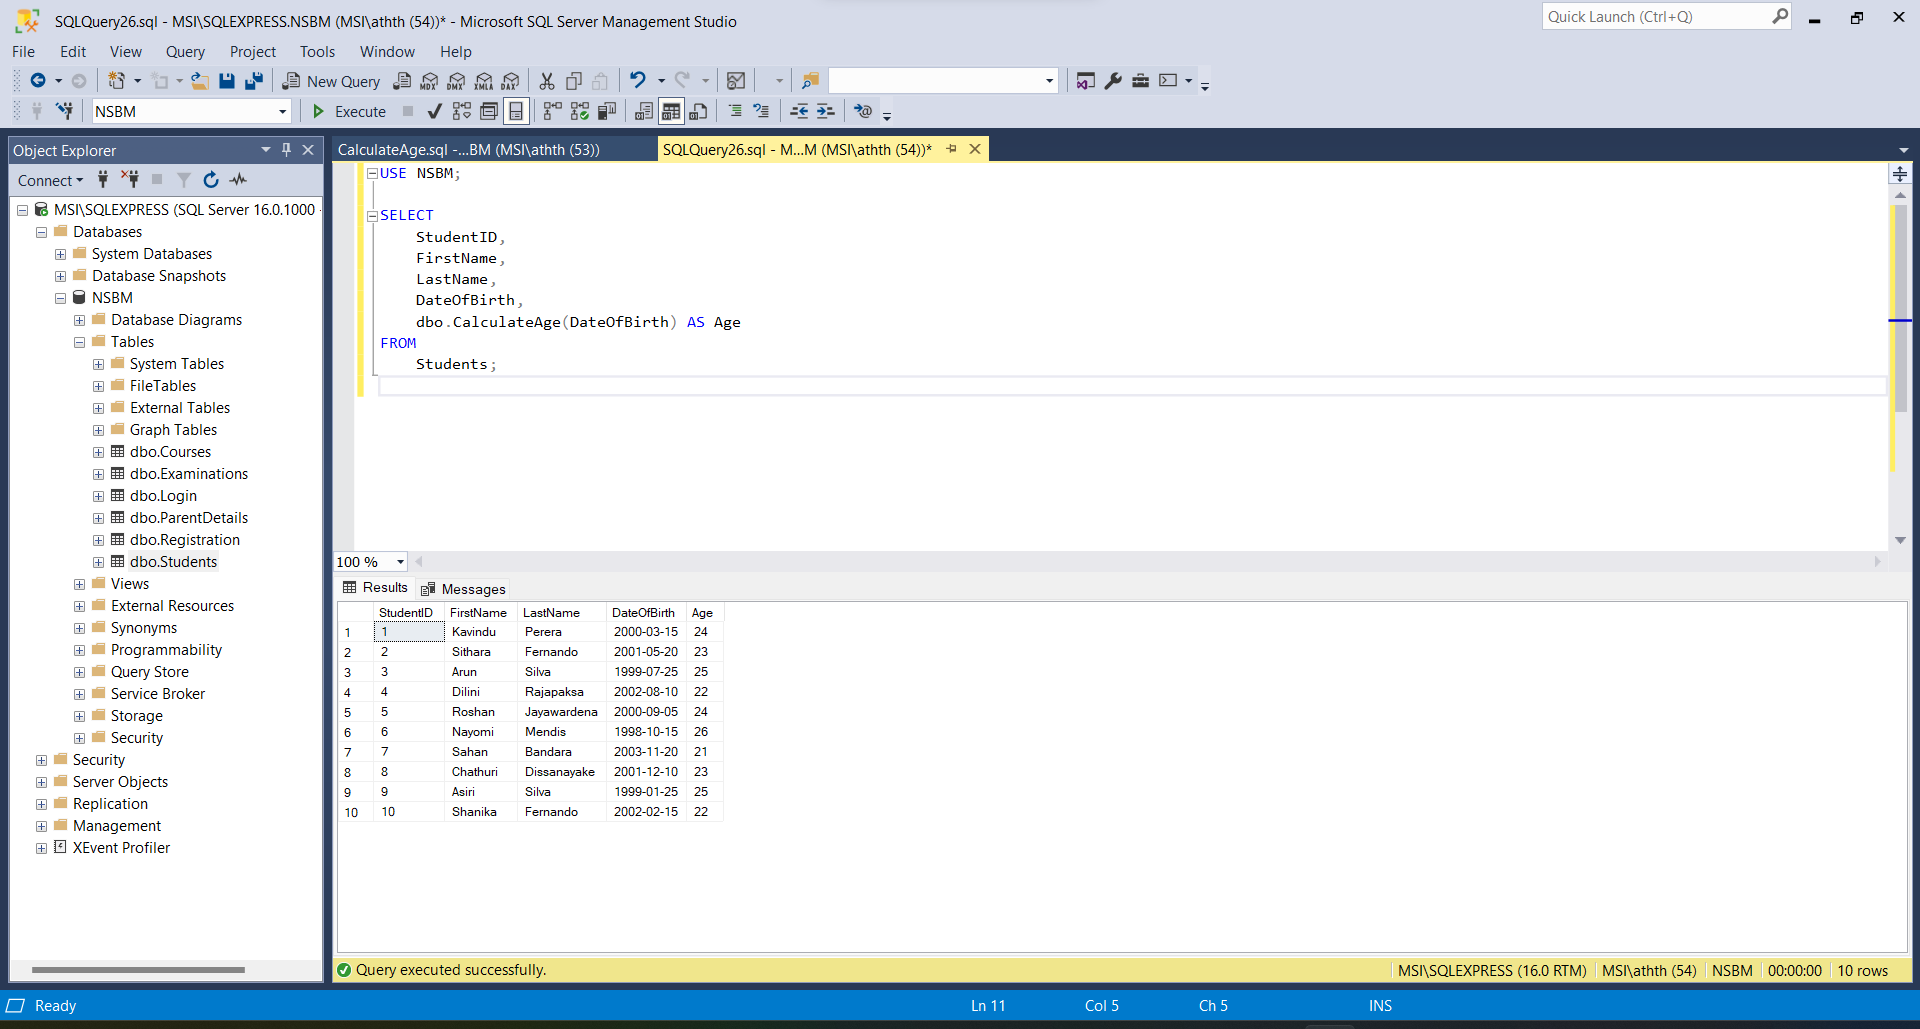 SQLQuery26.sql - MSI\SQLEXPRESS.NSBM (MSI\athth (54))* - Microsoft SQL Server Management Studio
Quick Launch (Ctrl+Q)
File Edit View Query Project Tools Window Help
New Query MDX DMX XMLA DAX
NSBM Execute
Object Explorer
Connect
MSI\SQLEXPRESS (SQL Server 16.0.1000 -
Databases
System Databases
Database Snapshots
NSBM
Database Diagrams
Tables
System Tables
FileTables
External Tables
Graph Tables
dbo.Courses
dbo.Examinations
dbo.Login
dbo.ParentDetails
dbo.Registration
dbo.Students
Views
External Resources
Synonyms
Programmability
Query Store
Service Broker
Storage
Security
Security
Server Objects
Replication
Management
XEvent Profiler
CalculateAge.sql -...BM (MSI\athth (53)) SQLQuery26.sql - M...M (MSI\athth (54))*
USE NSBM;
SELECT
StudentID,
FirstName,
LastName,
DateOfBirth,
dbo.CalculateAge(DateOfBirth) AS Age
FROM
Students;
100 %
Results Messages
StudentID FirstName LastName DateOfBirth Age
1 1 Kavindu Perera 2000-03-15 24
2 2 Sithara Fernando 2001-05-20 23
3 3 Arun Silva 1999-07-25 25
4 4 Dilini Rajapaksa 2002-08-10 22
5 5 Roshan Jayawardena 2000-09-05 24
6 6 Nayomi Mendis 1998-10-15 26
7 7 Sahan Bandara 2003-11-20 21
8 8 Chathuri Dissanayake 2001-12-10 23
9 9 Asiri Silva 1999-01-25 25
10 10 Shanika Fernando 2002-02-15 22
Query executed successfully. MSI\SQLEXPRESS (16.0 RTM) MSI\athth (54) NSBM 00:00:00 10 rows
Ready Ln 11 Col 5 Ch 5 INS